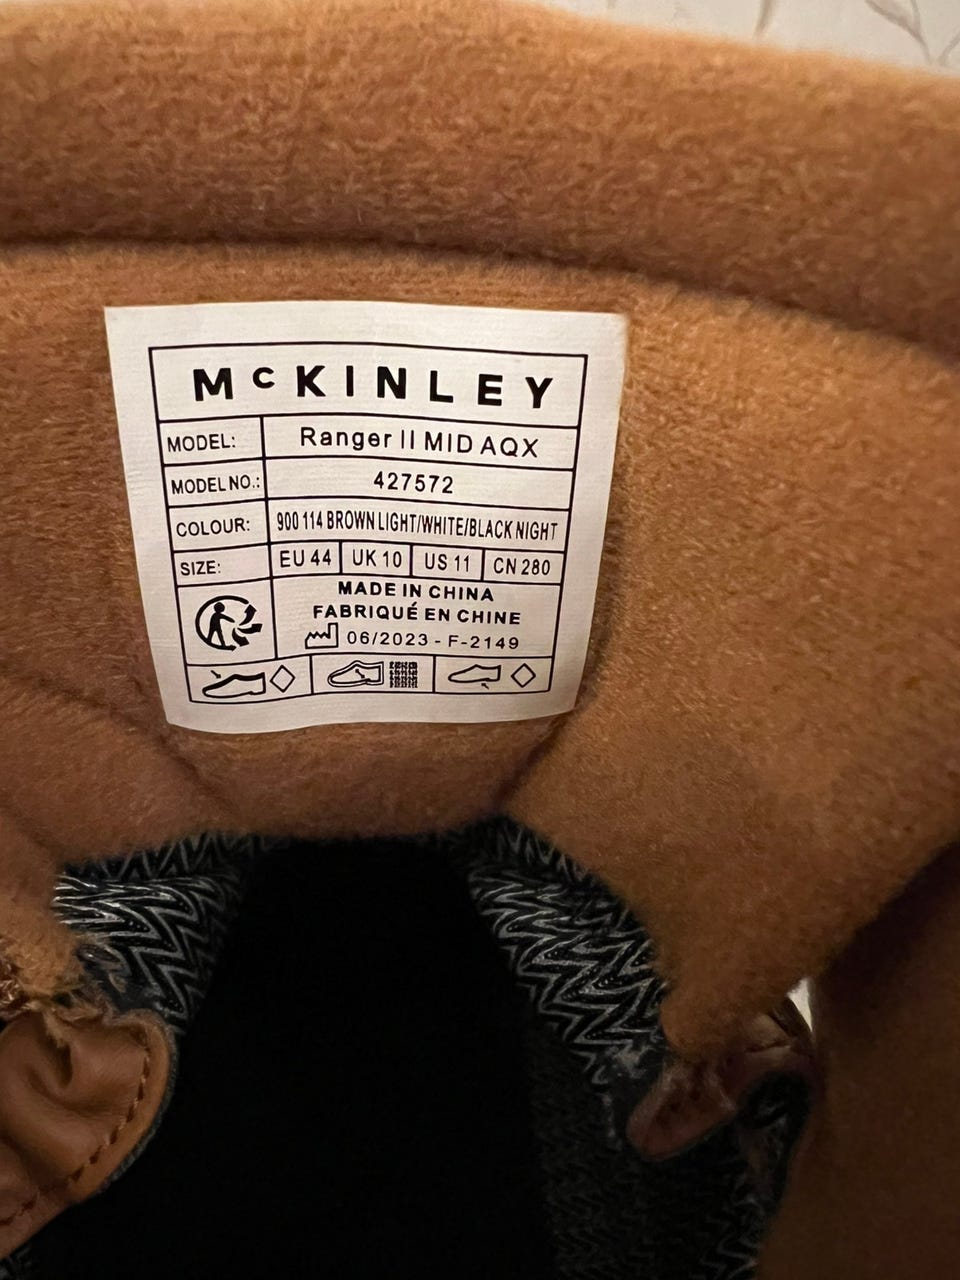 McKINLEY
MODEL: Ranger II MID AQX
MODEL NO.: 427572
COLOUR: 900 114 BROWN LIGHT/WHITE/BLACK NIGHT
SIZE: EU 44 UK 10 US 11 CN 280
MADE IN CHINA
FABRIQUÉ EN CHINE
06/2023 - F-2149